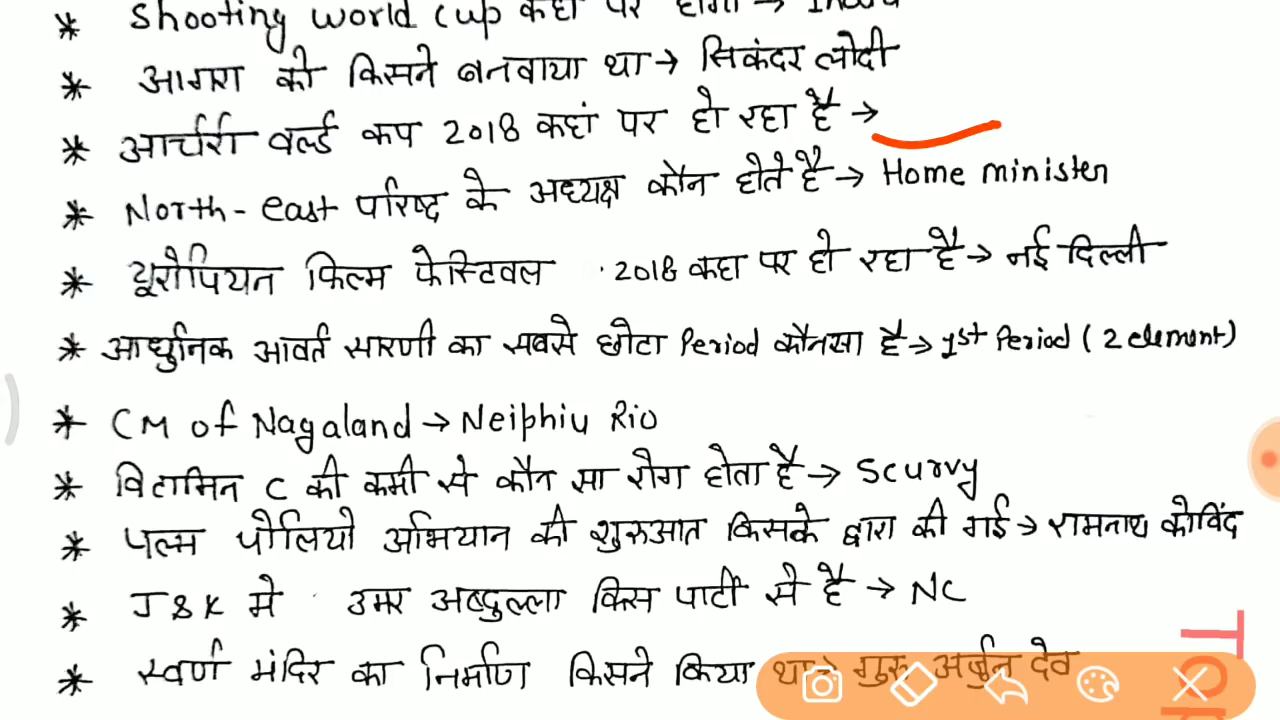 * Shooting world Cup कहाँ पर होगा →
* आगरा को किसने बनवाया था → सिकंदर लोदी
* आर्चरी वर्ल्ड कप 2018 कहां पर हो रहा है →
* North-east परिषद के अध्यक्ष कौन होते है → Home minister
* यूरोपियन फिल्म फेस्टिवल 2018 कहा पर हो रहा है → नई दिल्ली
* आधुनिक आवर्त सारणी का सबसे छोटा Period कौनसा है → 1st Period (2 element)
* CM of Nagaland → Neiphiu Rio
* विटामिन C की कमी से कौन सा रोग होता है → Scurvy
* पल्स पोलियो अभियान की शुरुआत किसके द्वारा की गई → रामनाथ कोविंद
* J & K मे उमर अब्दुल्ला किस पार्टी से है → NC
* स्वर्ण मंदिर का निर्माण किसने किया था → गुरु अर्जुन देव